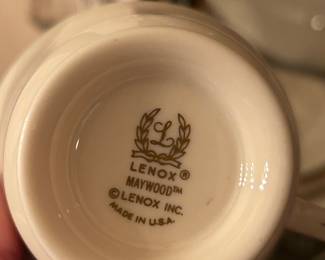 L
LENOX®
MAYWOOD™
© LENOX INC.
MADE IN U.S.A.